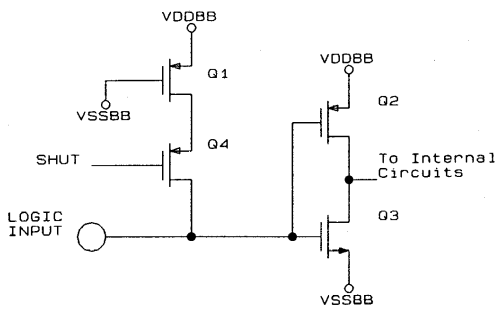 VDDBB
Q1
VDDBB
VSSBB
Q2
Q4
SHUT
To Internal
Circuits
LOGIC
INPUT
Q3
VSSBB